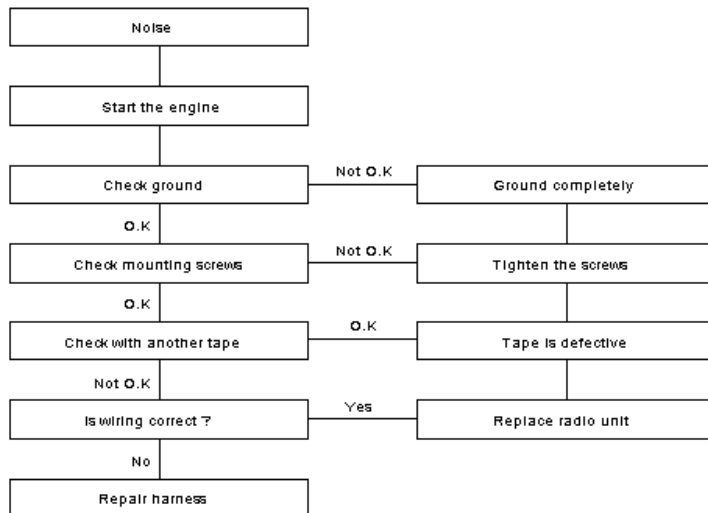 Noise
Start the engine
Not O.K
Check ground
Ground completely
O.K
Not O.K
Check mounting screws
Tighten the screws
O.K
O.K
Check with another tape
Tape is defective
Not O.K
Yes
Is wiring correct ?
Replace radio unit
No
Repair harness